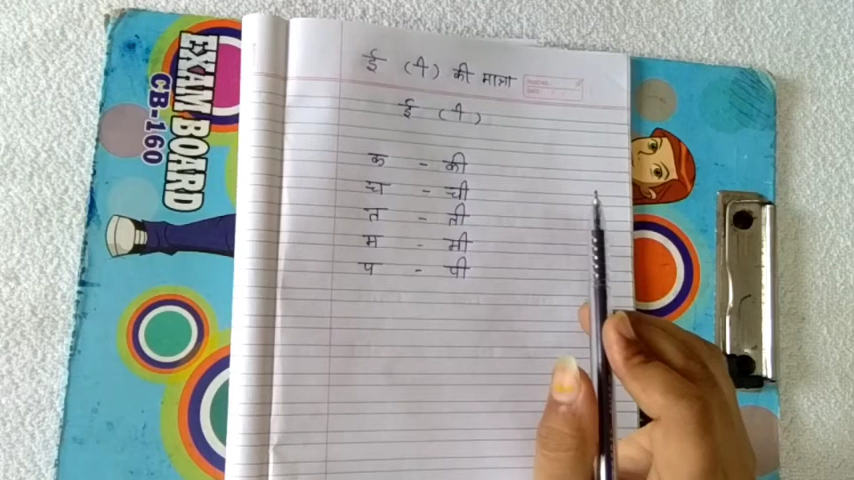 ई (ी) की मात्रा
ई (ी)
क - की
च - ची
त - ती
म - मी
प - पी
EXAM BOARD
CB-160